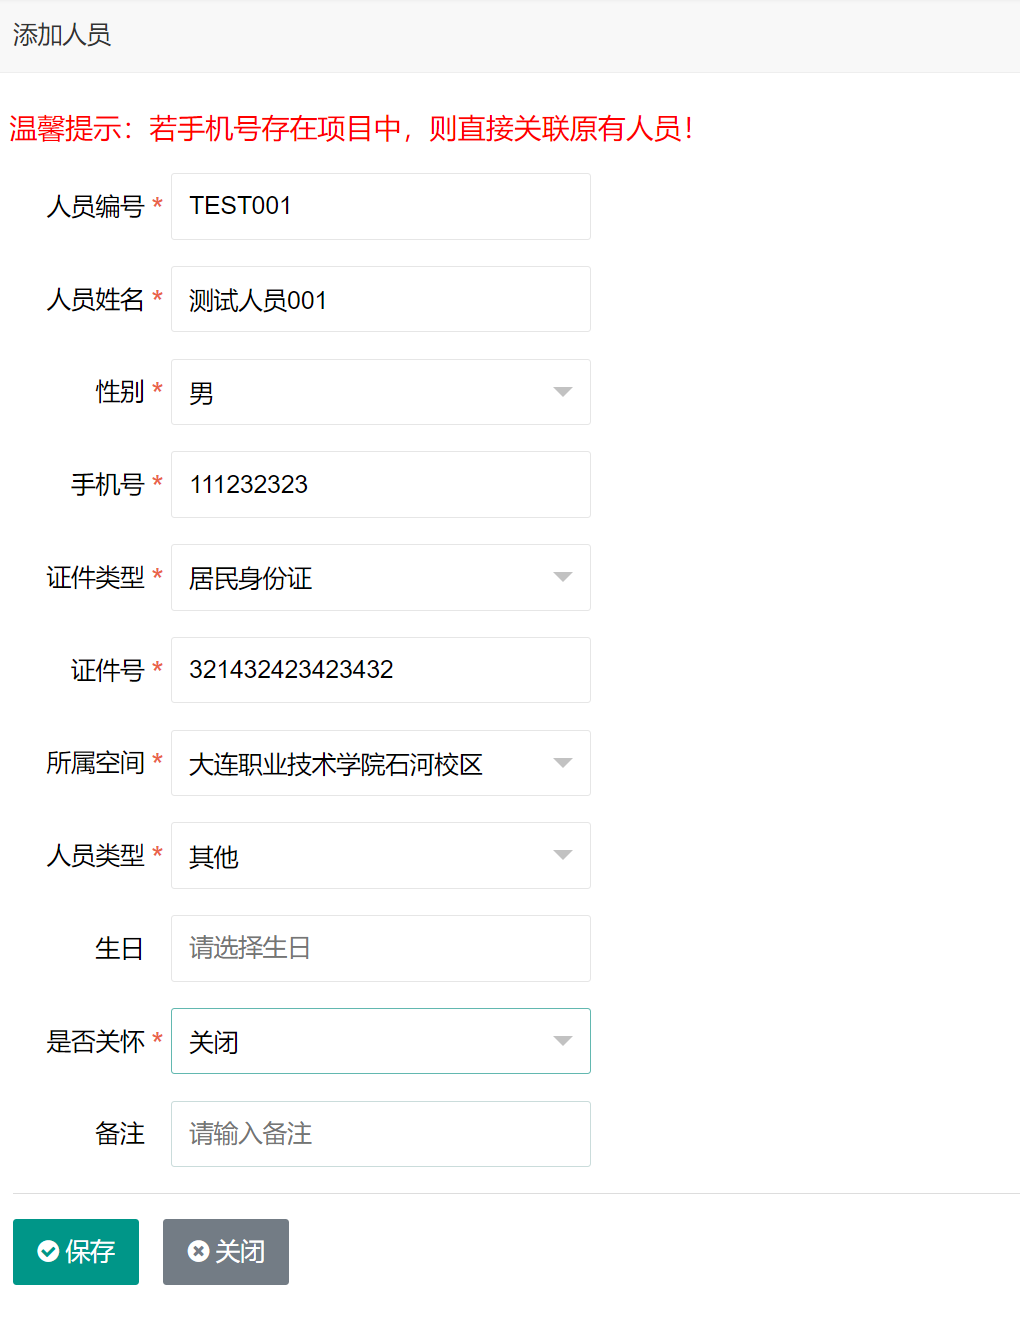 添加人员
温馨提示：若手机号存在项目中，则直接关联原有人员！
人员编号 * TEST001
人员姓名 * 测试人员001
性别 * 男
手机号 * 111232323
证件类型 * 居民身份证
证件号 * 321432423423432
所属空间 * 大连职业技术学院石河校区
人员类型 * 其他
生日 请选择生日
是否关怀 * 关闭
备注 请输入备注
保存 关闭